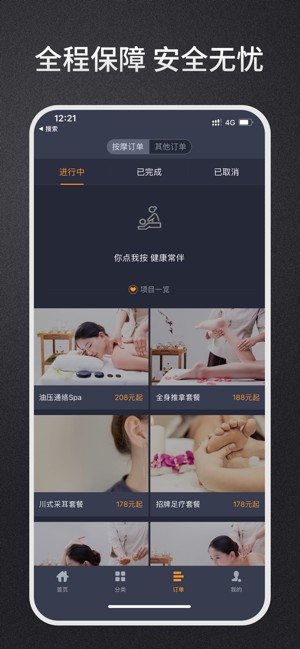 全程保障 安全无忧
12:21
4G
◀ 搜索
按摩订单 其他订单
进行中 已完成 已取消
你点我按 健康常伴
项目一览
油压通络Spa 208元起
全身推拿套餐 188元起
川式采耳套餐 178元起
招牌足疗套餐 178元起
首页 分类 订单 我的